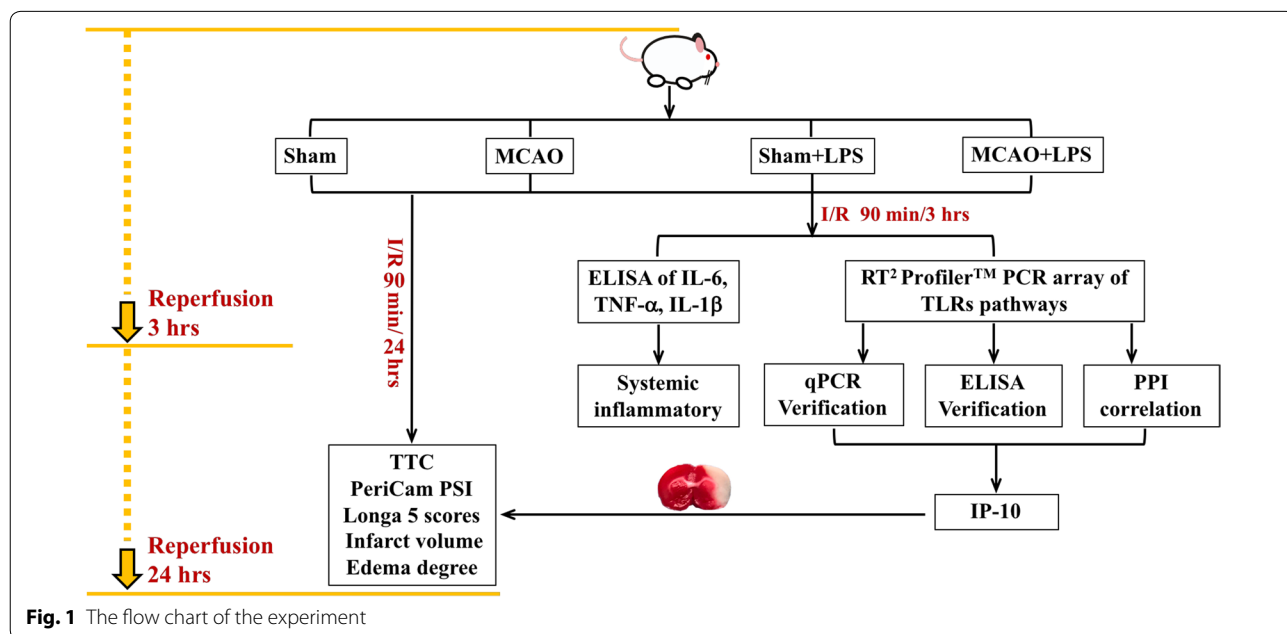 Sham
MCAO
Sham+LPS
MCAO+LPS
I/R 90 min/3 hrs
I/R 90 min/ 24 hrs
ELISA of IL-6,
TNF-α, IL-1β
RT² Profiler™ PCR array of
TLRs pathways
Reperfusion
3 hrs
Systemic
inflammatory
qPCR
Verification
ELISA
Verification
PPI
correlation
TTC
PeriCam PSI
Longa 5 scores
Infarct volume
Edema degree
IP-10
Reperfusion
24 hrs
Fig. 1 The flow chart of the experiment